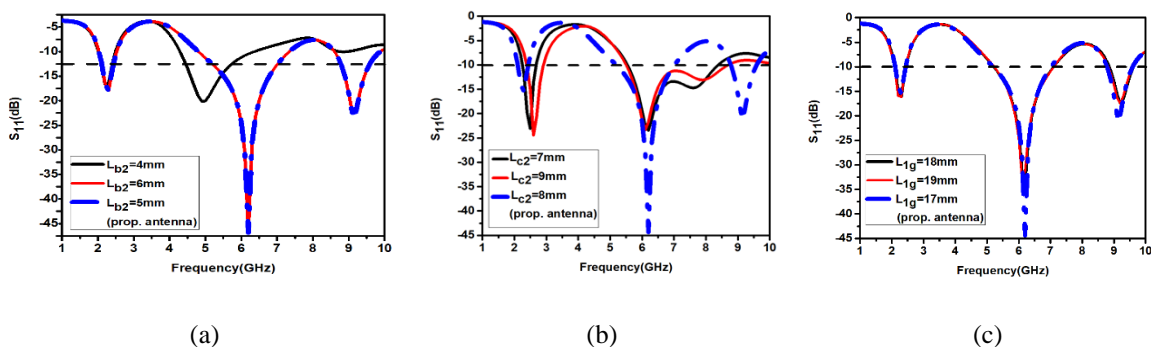 S11(dB)
-5
-10
-15
-20
-25
-30
-35
-40
-45
Lb2=4mm
Lb2=6mm
Lb2=5mm
(prop. antenna)
1 2 3 4 5 6 7 8 9 10
Frequency(GHz)
(a)
S11(dB)
0
-5
-10
-15
-20
-25
-30
-35
-40
-45
Lc2=7mm
Lc2=9mm
Lc2=8mm
(prop. antenna)
1 2 3 4 5 6 7 8 9 10
Frequency(GHz)
(b)
S11(dB)
0
-5
-10
-15
-20
-25
-30
-35
-40
-45
L1g=18mm
L1g=19mm
L1g=17mm
(prop. antenna)
1 2 3 4 5 6 7 8 9 10
Frequency(GHz)
(c)